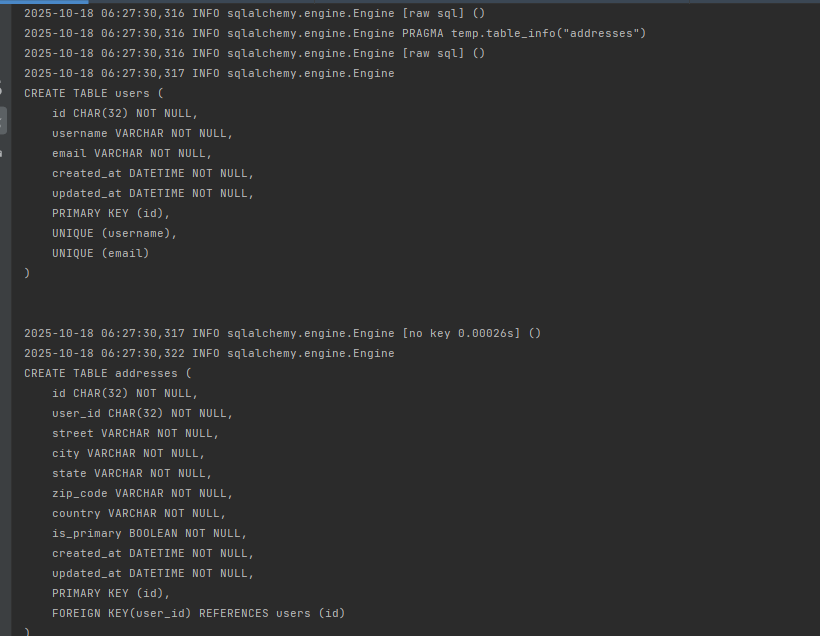 2025-10-18 06:27:30,316 INFO sqlalchemy.engine.Engine [raw sql] ()
2025-10-18 06:27:30,316 INFO sqlalchemy.engine.Engine PRAGMA temp.table_info("addresses")
2025-10-18 06:27:30,316 INFO sqlalchemy.engine.Engine [raw sql] ()
2025-10-18 06:27:30,317 INFO sqlalchemy.engine.Engine
CREATE TABLE users (
    id CHAR(32) NOT NULL,
    username VARCHAR NOT NULL,
    email VARCHAR NOT NULL,
    created_at DATETIME NOT NULL,
    updated_at DATETIME NOT NULL,
    PRIMARY KEY (id),
    UNIQUE (username),
    UNIQUE (email)
)
2025-10-18 06:27:30,317 INFO sqlalchemy.engine.Engine [no key 0.00026s] ()
2025-10-18 06:27:30,322 INFO sqlalchemy.engine.Engine
CREATE TABLE addresses (
    id CHAR(32) NOT NULL,
    user_id CHAR(32) NOT NULL,
    street VARCHAR NOT NULL,
    city VARCHAR NOT NULL,
    state VARCHAR NOT NULL,
    zip_code VARCHAR NOT NULL,
    country VARCHAR NOT NULL,
    is_primary BOOLEAN NOT NULL,
    created_at DATETIME NOT NULL,
    updated_at DATETIME NOT NULL,
    PRIMARY KEY (id),
    FOREIGN KEY(user_id) REFERENCES users (id)
)